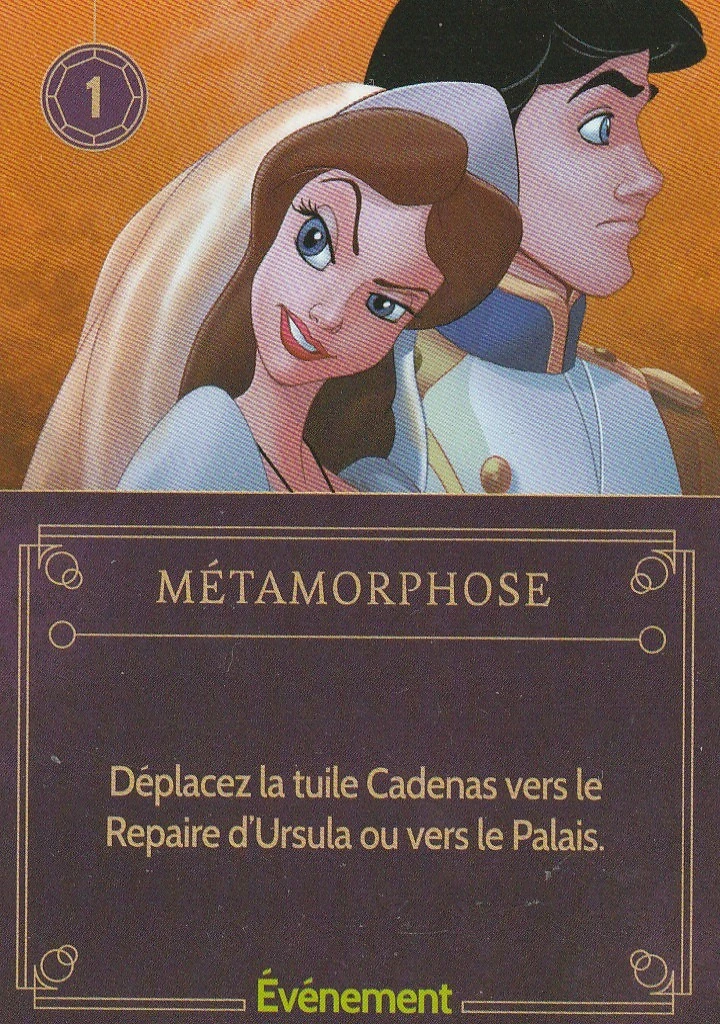 1
MÉTAMORPHOSE
Déplacez la tuile Cadenas vers le
Repaire d'Ursula ou vers le Palais.
Événement